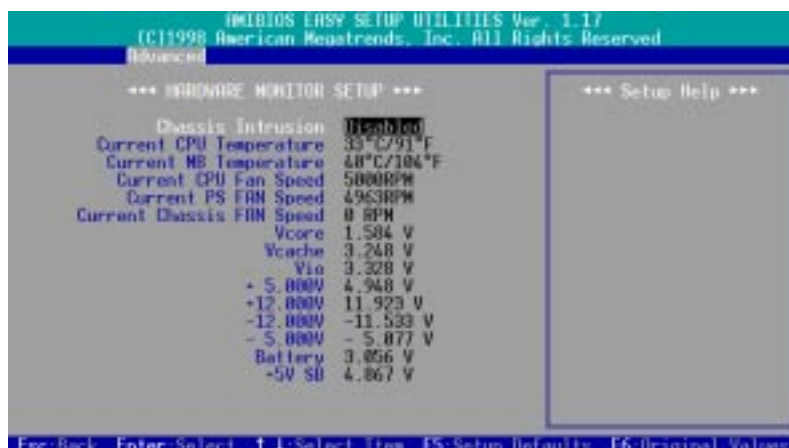 AMIBIOS EASY SETUP UTILITIES Ver. 1.17
(C)1998 American Megatrends, Inc. All Rights Reserved
Advanced
*** HARDWARE MONITOR SETUP ***
*** Setup Help ***
Chassis Intrusion Disabled
Current CPU Temperature 33°C/91°F
Current MB Temperature 40°C/104°F
Current CPU Fan Speed 5000RPM
Current PS FAN Speed 4963RPM
Current Chassis FAN Speed 0 RPM
Vcore 1.584 V
Vcache 3.248 V
Vio 3.328 V
+ 5.000V 4.948 V
+12.000V 11.923 V
-12.000V -11.533 V
- 5.000V - 5.077 V
Battery 3.056 V
+5V SB 4.867 V
Esc:Back Enter:Select ↑↓:Select Item F5:Setup Defaults F6:Original Values